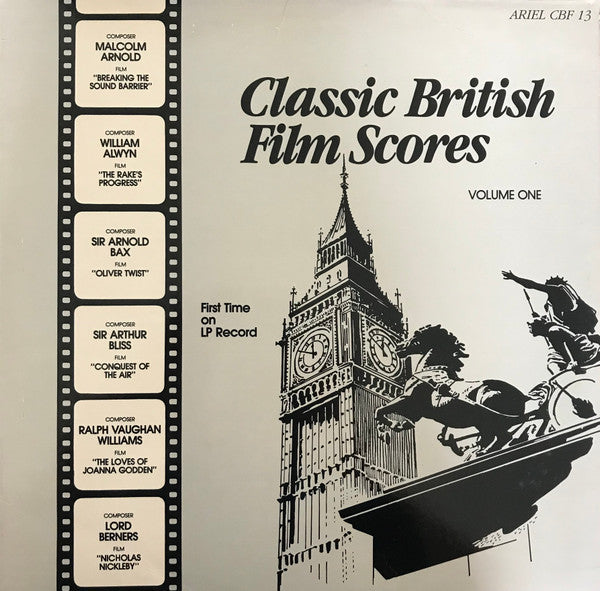 ARIEL CBF 13
Classic British
Film Scores
VOLUME ONE
First Time
on
LP Record
COMPOSER
MALCOLM
ARNOLD
FILM
"BREAKING THE
SOUND BARRIER"
COMPOSER
WILLIAM
ALWYN
FILM
"THE RAKE'S
PROGRESS"
COMPOSER
SIR ARNOLD
BAX
FILM
"OLIVER TWIST"
COMPOSER
SIR ARTHUR
BLISS
FILM
"CONQUEST OF
THE AIR"
COMPOSER
RALPH VAUGHAN
WILLIAMS
FILM
"THE LOVES OF
JOANNA GODDEN"
COMPOSER
LORD
BERNERS
FILM
"NICHOLAS
NICKLEBY"